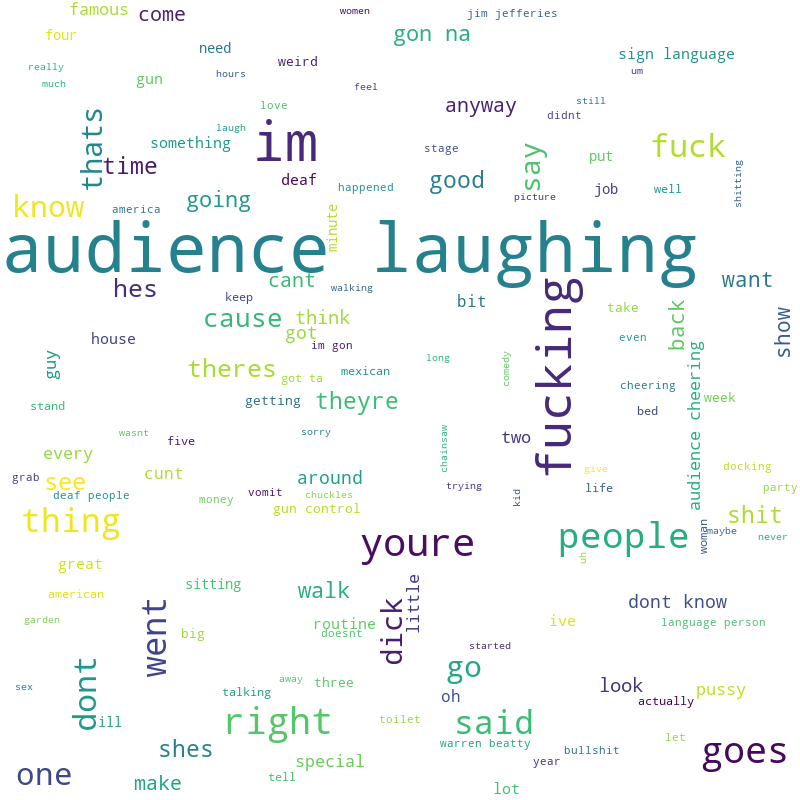 famous
come
women
jim jefferies
four
need
gon na
sign language
really
much
hours
gun
weird
feel
um
love
anyway
still
didnt
thats
laugh
something
im
stage
say
put
fuck
time
deaf
happened
good
picture
job
well
shitting
know
america
going
minute
audience laughing
hes
keep
cant
walking
bit
fucking
want
house
cause
think
got
im gon
take
back
show
even
guy
theres
got ta
mexican
long
comedy
cheering
audience cheering
week
stand
getting
theyre
bed
wasnt
five
sorry
chainsaw
two
every
see
grab
cunt
around
trying
give
life
docking
party
deaf people
money
vomit
chuckles
gun control
kid
thing
youre
people
shit
woman
maybe
never
great
uh
american
sitting
walk
dick
little
dont know
garden
went
big
routine
doesnt
ive
language person
started
sex
dont
ill
talking
away
three
go
oh
look
actually
pussy
right
toilet
said
let
one
shes
make
special
tell
warren beatty
lot
year
bullshit
goes